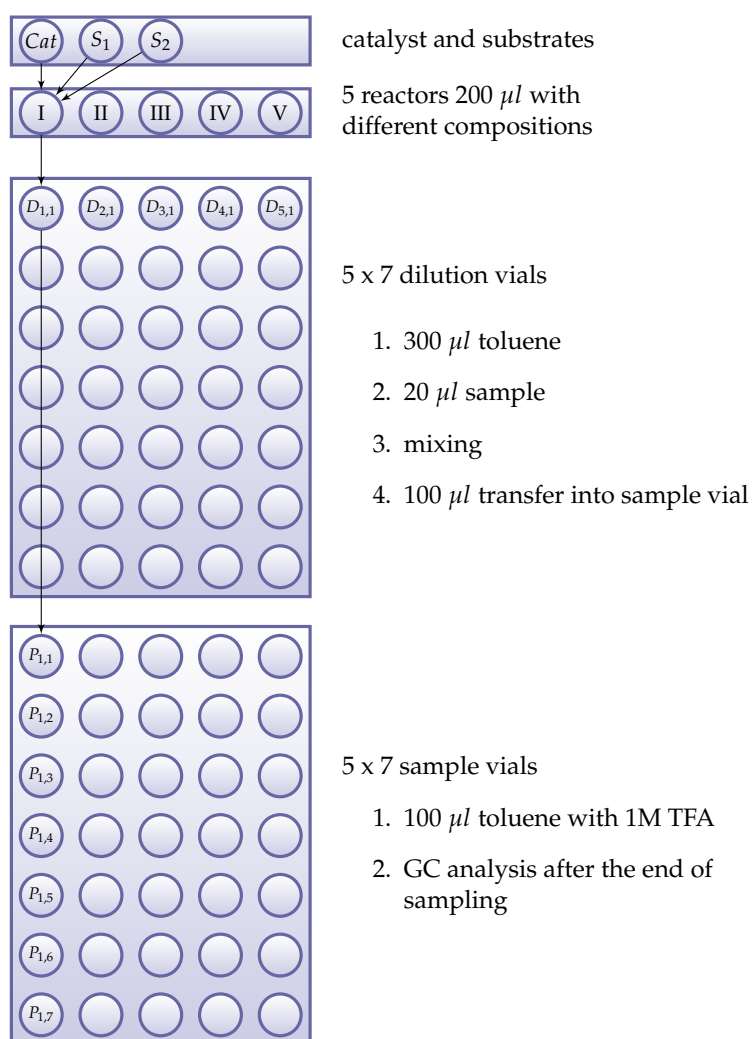 Cat S1 S2 catalyst and substrates
5 reactors 200 µl with
I II III IV V
different compositions
D1,1 D2,1 D3,1 D4,1 D5,1
5 x 7 dilution vials
1. 300 µl toluene
2. 20 µl sample
3. mixing
4. 100 µl transfer into sample vial
P1,1
P1,2
P1,3
5 x 7 sample vials
1. 100 µl toluene with 1M TFA
P1,4
2. GC analysis after the end of
P1,5
sampling
P1,6
P1,7